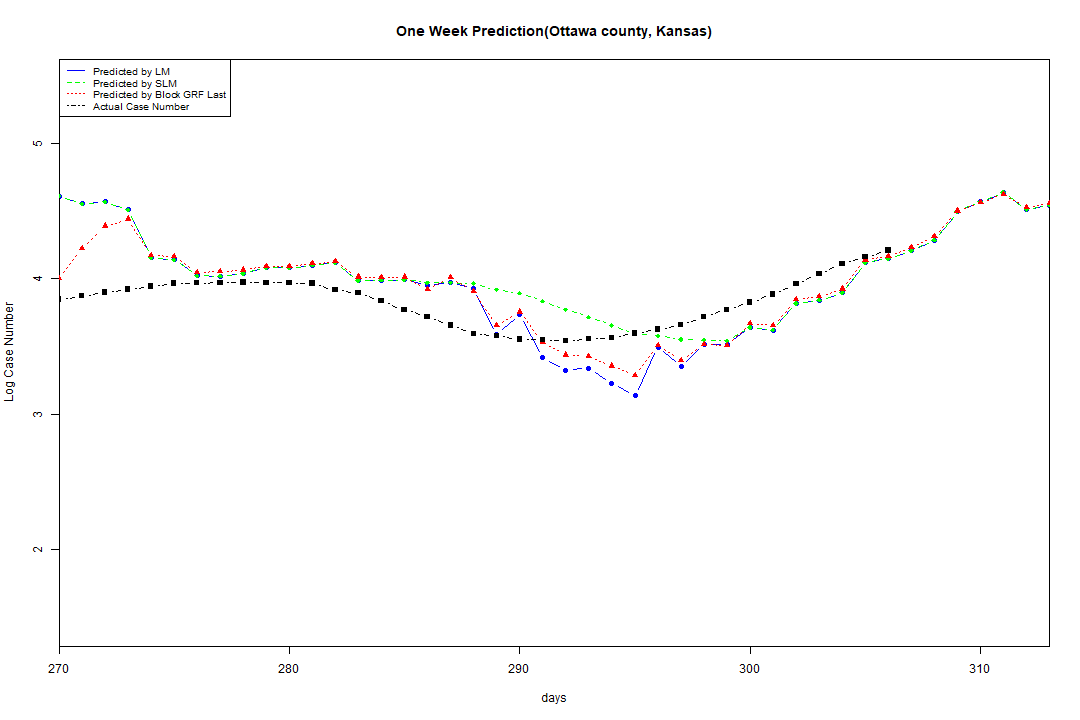 One Week Prediction(Ottawa county, Kansas)
Predicted by LM
Predicted by SLM
Predicted by Block GRF Last
Actual Case Number
5
4
3
2
Log Case Number
270 280 290 300 310
days